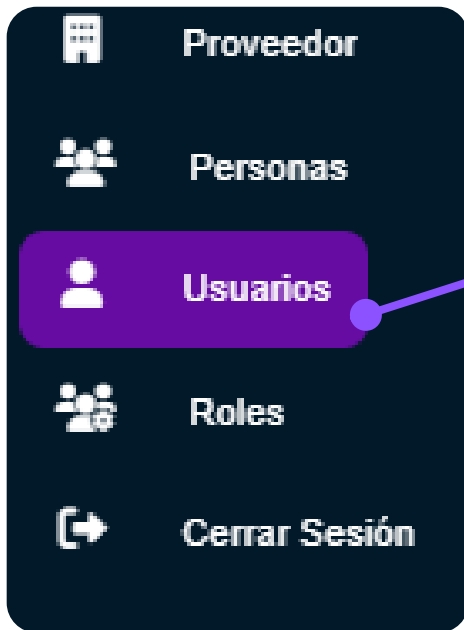 Proveedor
Personas
Usuarios
Roles
Cerrar Sesión